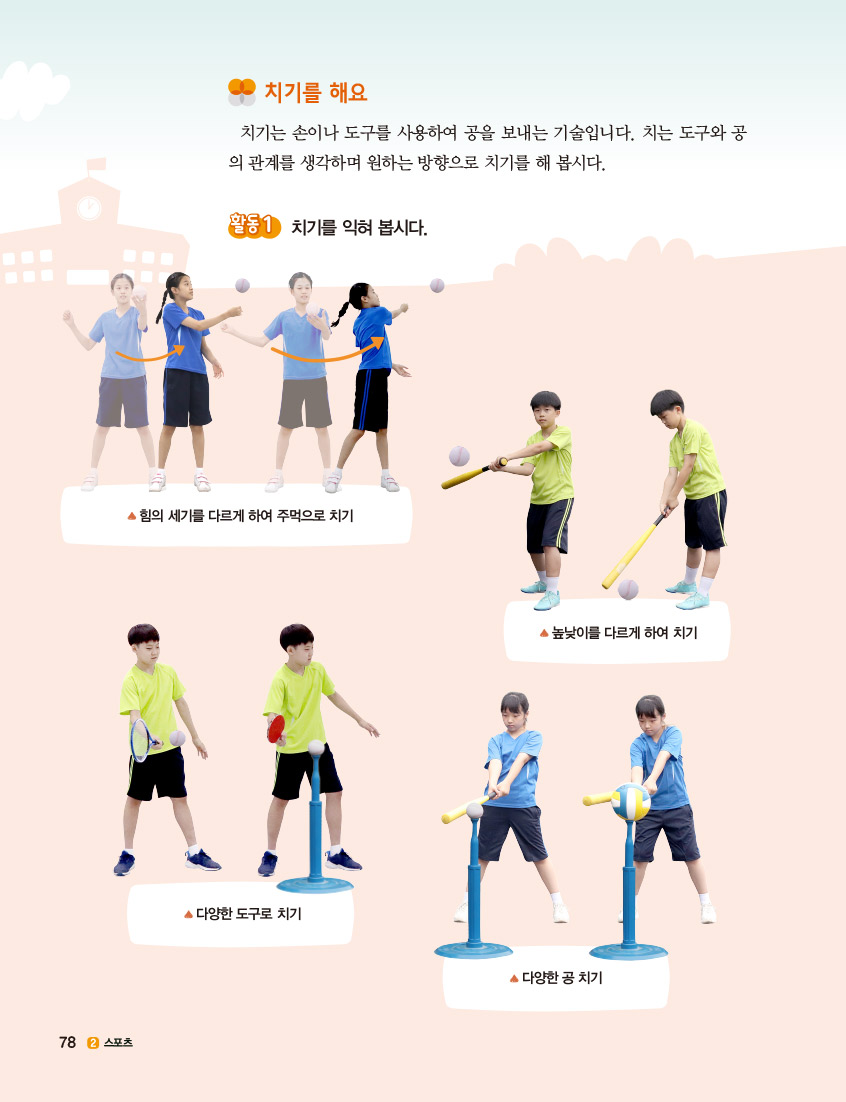 치기를 해요
치기는 손이나 도구를 사용하여 공을 보내는 기술입니다. 치는 도구와 공
의 관계를 생각하며 원하는 방향으로 치기를 해 봅시다.
활동1 치기를 익혀 봅시다.
▲ 힘의 세기를 다르게 하여 주먹으로 치기
▲ 높낮이를 다르게 하여 치기
▲ 다양한 도구로 치기
▲ 다양한 공 치기
78 2 스포츠